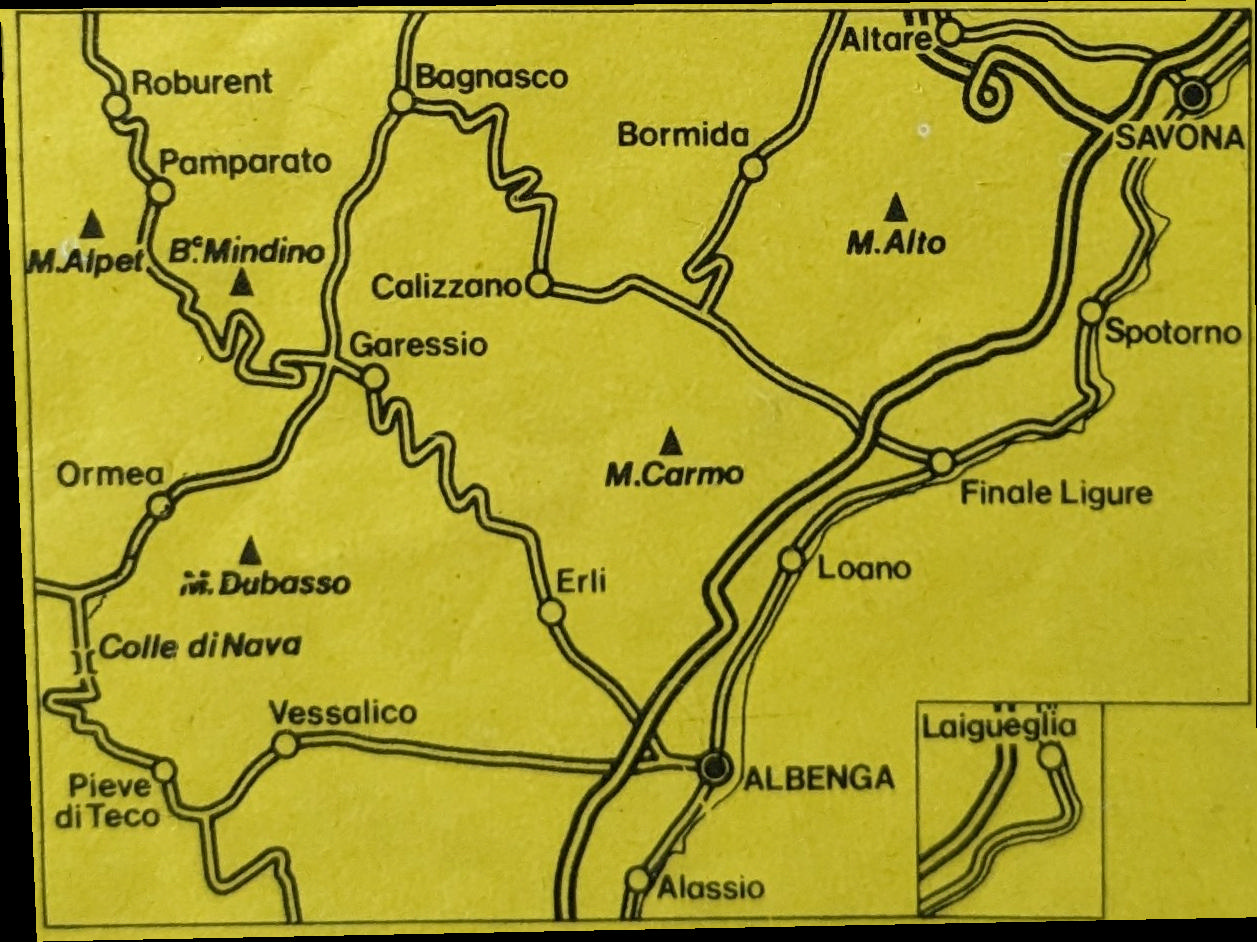 Altare
Roburent
Bagnasco
Bormida
SAVONA
Pamparato
M.Alpet
Bᶜ.Mindino
M.Alto
Calizzano
Garessio
Spotorno
Ormea
M.Carmo
Finale Ligure
M.Dubasso
Erli
Loano
Colle di Nava
Vessalico
Laigueglia
Pieve
di Teco
ALBENGA
Alassio